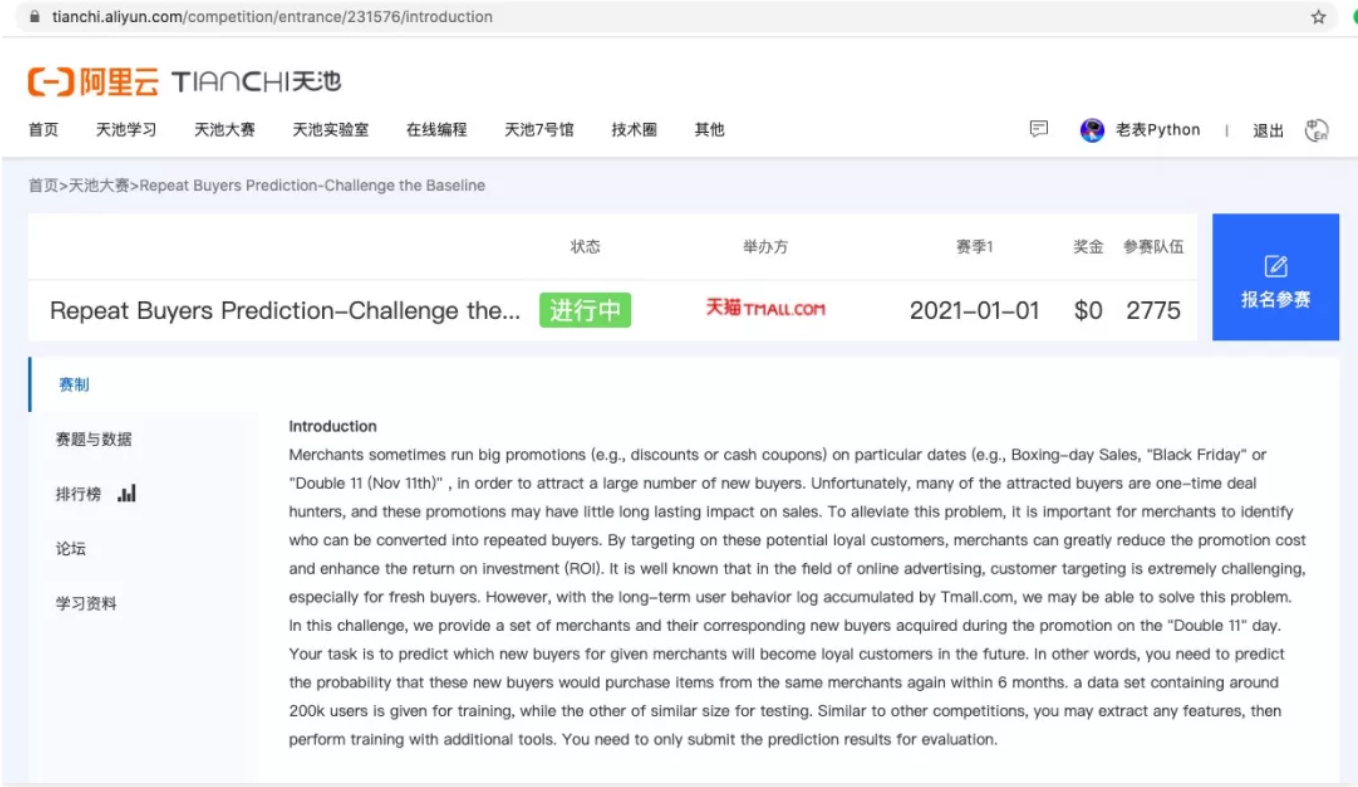 tianchi.aliyun.com/competition/entrance/231576/introduction
阿里云 TIANCHI天池
首页 天池学习 天池大赛 天池实验室 在线编程 天池7号馆 技术圈 其他 老表Python | 退出 中En
首页>天池大赛>Repeat Buyers Prediction-Challenge the Baseline
状态 举办方 赛季1 奖金 参赛队伍
Repeat Buyers Prediction-Challenge the... 进行中 天猫 TMALL.COM 2021-01-01 $0 2775
报名参赛
赛制
赛题与数据
排行榜
论坛
学习资料
Introduction
Merchants sometimes run big promotions (e.g., discounts or cash coupons) on particular dates (e.g., Boxing-day Sales, "Black Friday" or
"Double 11 (Nov 11th)" , in order to attract a large number of new buyers. Unfortunately, many of the attracted buyers are one-time deal
hunters, and these promotions may have little long lasting impact on sales. To alleviate this problem, it is important for merchants to identify
who can be converted into repeated buyers. By targeting on these potential loyal customers, merchants can greatly reduce the promotion cost
and enhance the return on investment (ROI). It is well known that in the field of online advertising, customer targeting is extremely challenging,
especially for fresh buyers. However, with the long-term user behavior log accumulated by Tmall.com, we may be able to solve this problem.
In this challenge, we provide a set of merchants and their corresponding new buyers acquired during the promotion on the "Double 11" day.
Your task is to predict which new buyers for given merchants will become loyal customers in the future. In other words, you need to predict
the probability that these new buyers would purchase items from the same merchants again within 6 months. a data set containing around
200k users is given for training, while the other of similar size for testing. Similar to other competitions, you may extract any features, then
perform training with additional tools. You need to only submit the prediction results for evaluation.